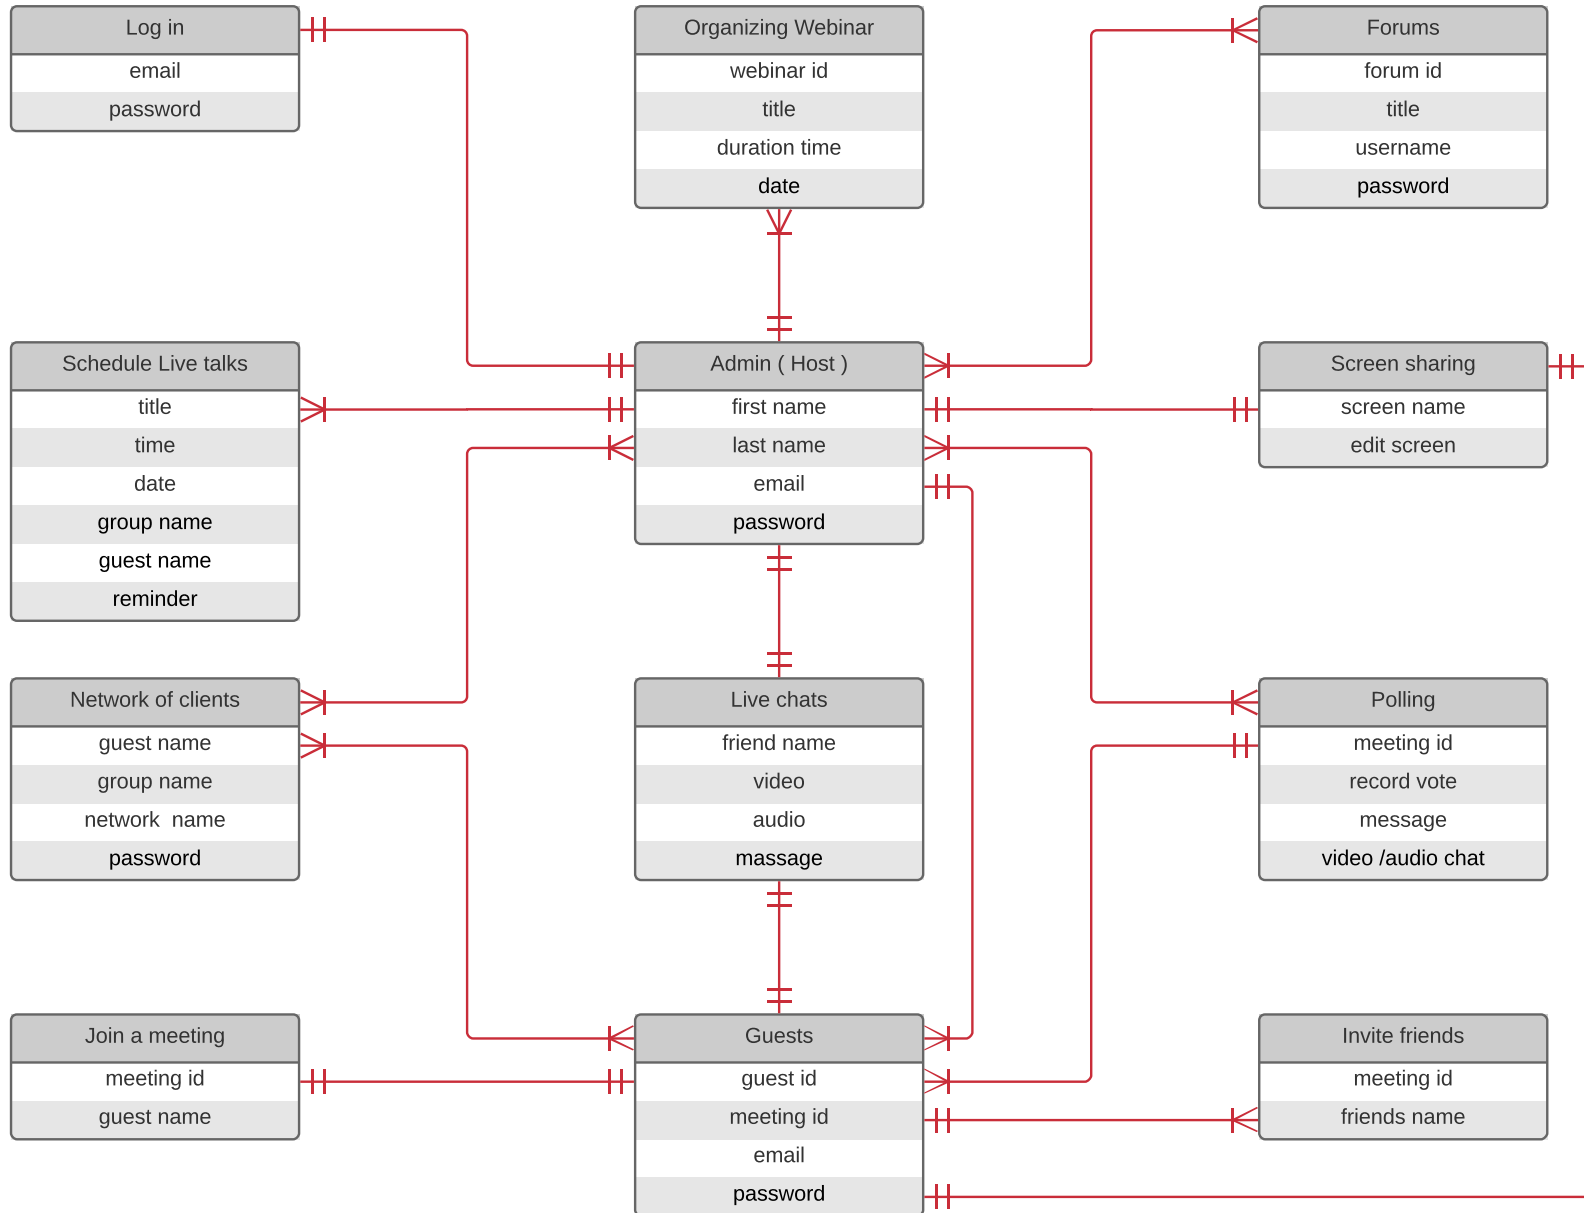 Log in
email
password
Organizing Webinar
webinar id
title
duration time
date
Forums
forum id
title
username
password
Schedule Live talks
title
time
date
group name
guest name
reminder
Admin ( Host )
first name
last name
email
password
Screen sharing
screen name
edit screen
Network of clients
guest name
group name
network  name
password
Live chats
friend name
video
audio
massage
Polling
meeting id
record vote
message
video /audio chat
Join a meeting
meeting id
guest name
Guests
guest id
meeting id
email
password
Invite friends
meeting id
friends name